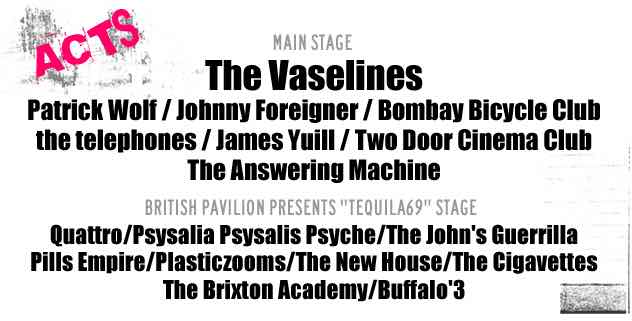 ACTS
MAIN STAGE
The Vaselines
Patrick Wolf / Johnny Foreigner / Bombay Bicycle Club
the telephones / James Yuill / Two Door Cinema Club
The Answering Machine
BRITISH PAVILION PRESENTS "TEQUILA69" STAGE
Quattro/Psysalia Psysalis Psyche/The John's Guerrilla
Pills Empire/Plasticzooms/The New House/The Cigavettes
The Brixton Academy/Buffalo'3